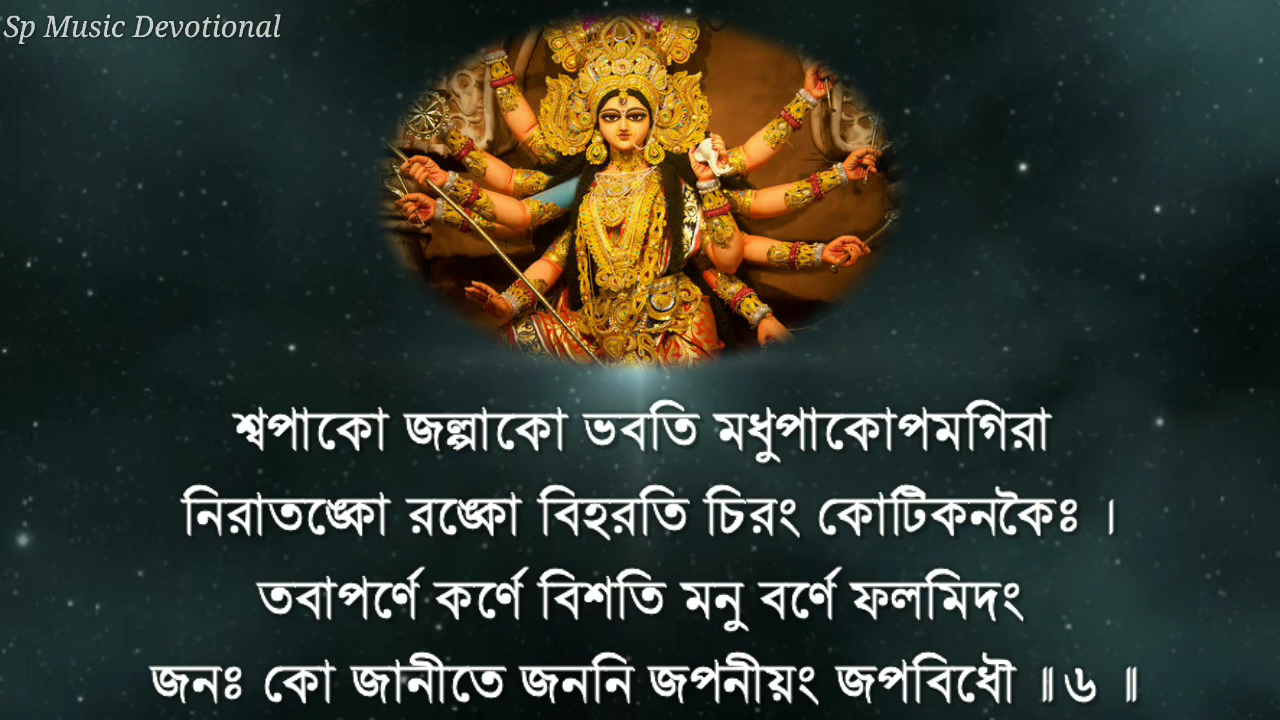 Sp Music Devotional
শ্বপাকো জল্পাকো ভবতি মধুপাকোপমগিরা
নিরাতঙ্কো রঙ্কো বিহরতি চিরং কোটিকনকৈঃ ।
তবাপর্ণে কর্ণে বিশতি মনু বর্ণে ফলমিদং
জনঃ কো জানীতে জননি জপনীয়ং জপবিধৌ ॥৬ ॥